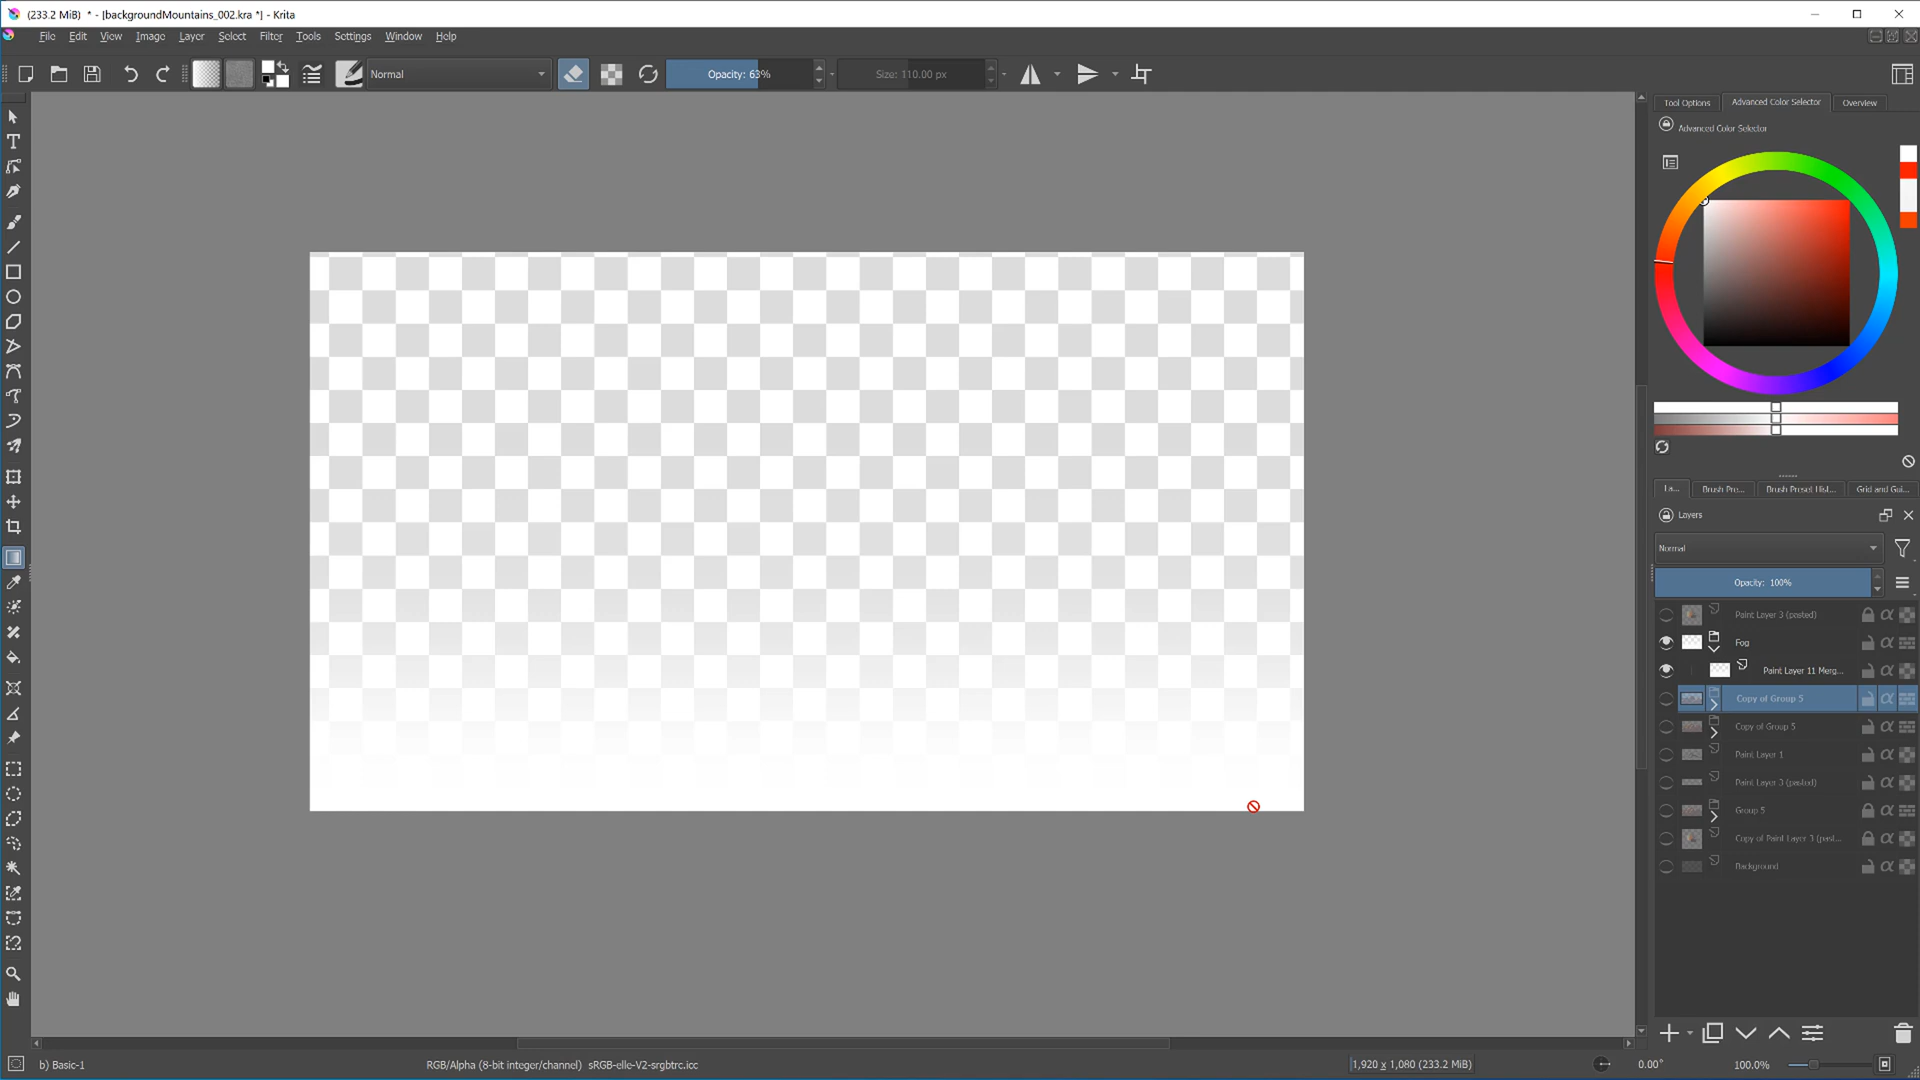 (233.2 MiB) * - [backgroundMountains_002.kra *] - Krita
File Edit View Image Layer Select Filter Tools Settings Window Help
Normal
Opacity: 63%
Size: 110.00 px
Tool Options Advanced Color Selector Overview
Advanced Color Selector
La... Brush Pre... Brush Preset Hist... Grid and Gui...
Layers
Normal
Opacity: 100%
Paint Layer 3 (pasted)
Fog
Paint Layer 11 Merg...
Copy of Group 5
Copy of Group 5
Paint Layer 1
Paint Layer 3 (pasted)
Group 5
Copy of Paint Layer 3 (past...
Background
b) Basic-1
RGB/Alpha (8-bit integer/channel) sRGB-elle-V2-srgbtrc.icc
1,920 x 1,080 (233.2 MiB)
0.00°
100.0%